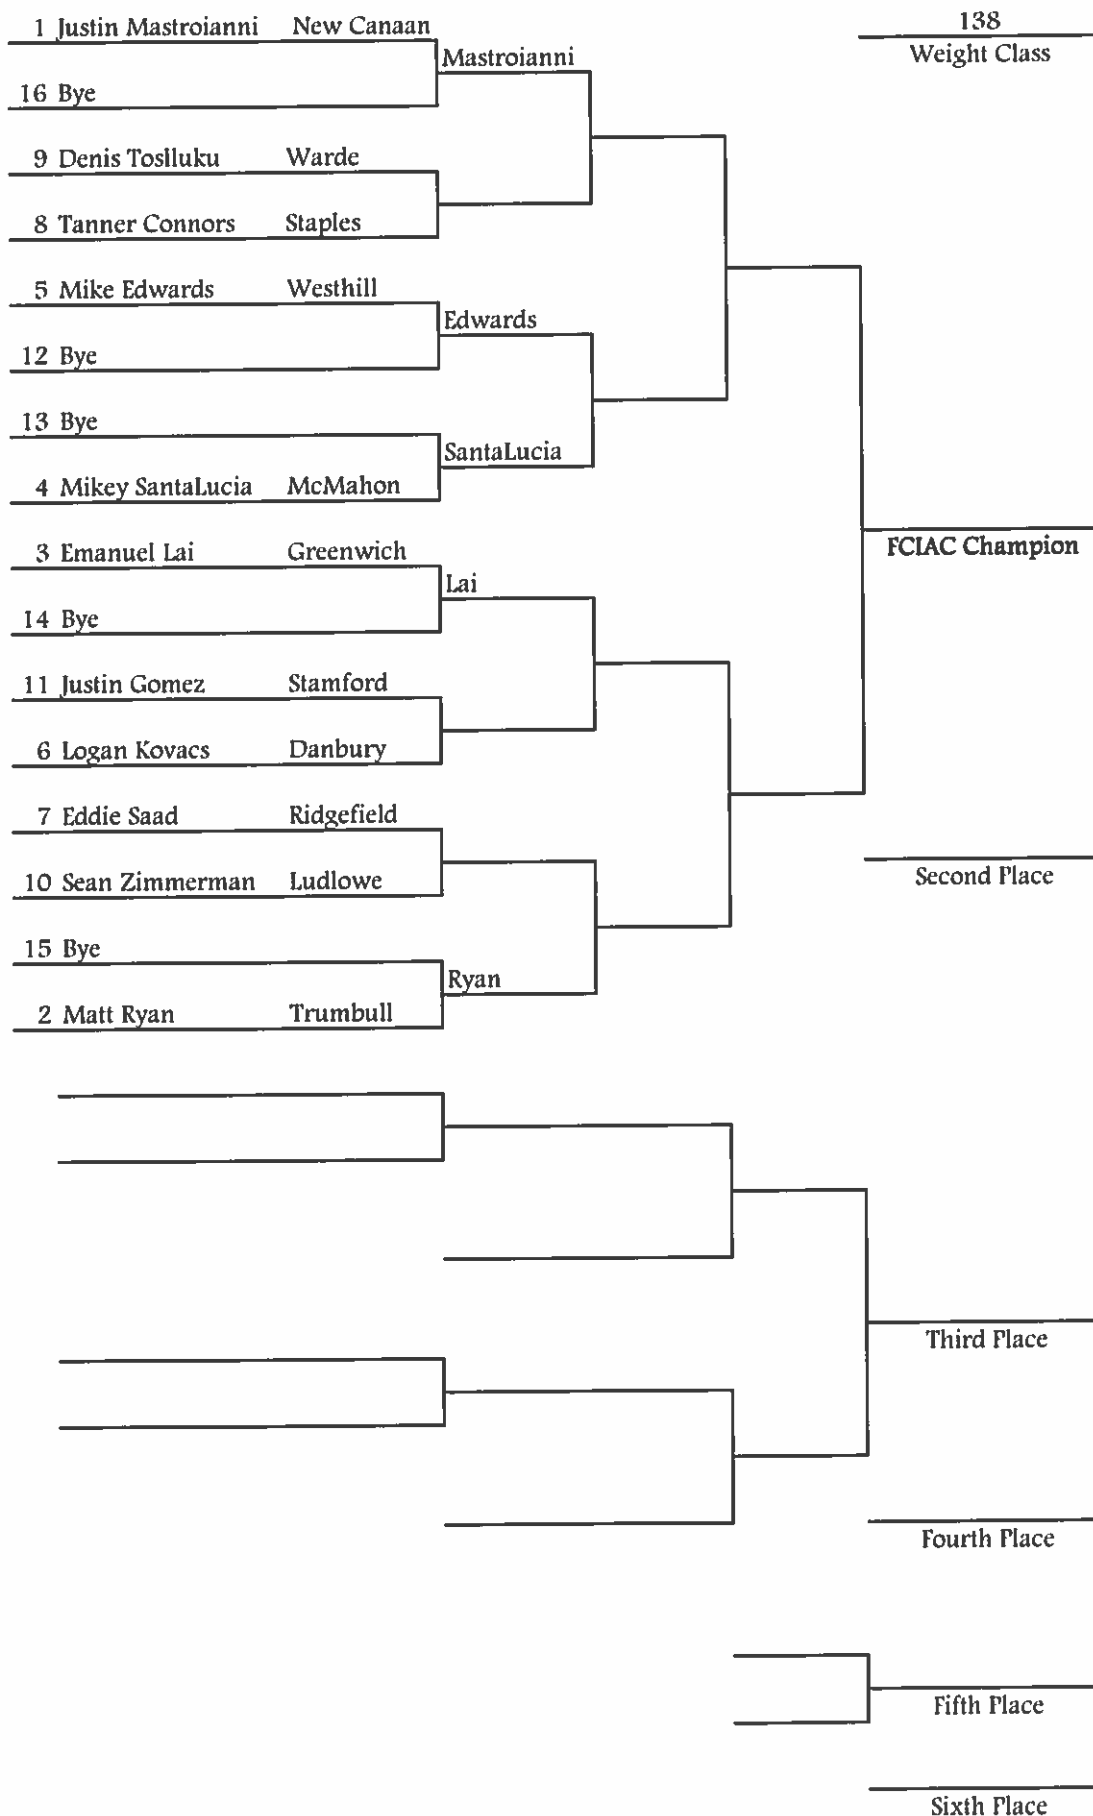 138
Weight Class
1 Justin Mastroianni New Canaan
Mastroianni
16 Bye
9 Denis Toslluku Warde
8 Tanner Connors Staples
5 Mike Edwards Westhill
Edwards
12 Bye
13 Bye
SantaLucia
4 Mikey SantaLucia McMahon
3 Emanuel Lai Greenwich
Lai
14 Bye
11 Justin Gomez Stamford
6 Logan Kovacs Danbury
7 Eddie Saad Ridgefield
10 Sean Zimmerman Ludlowe
15 Bye
Ryan
2 Matt Ryan Trumbull
FCIAC Champion
Second Place
Third Place
Fourth Place
Fifth Place
Sixth Place